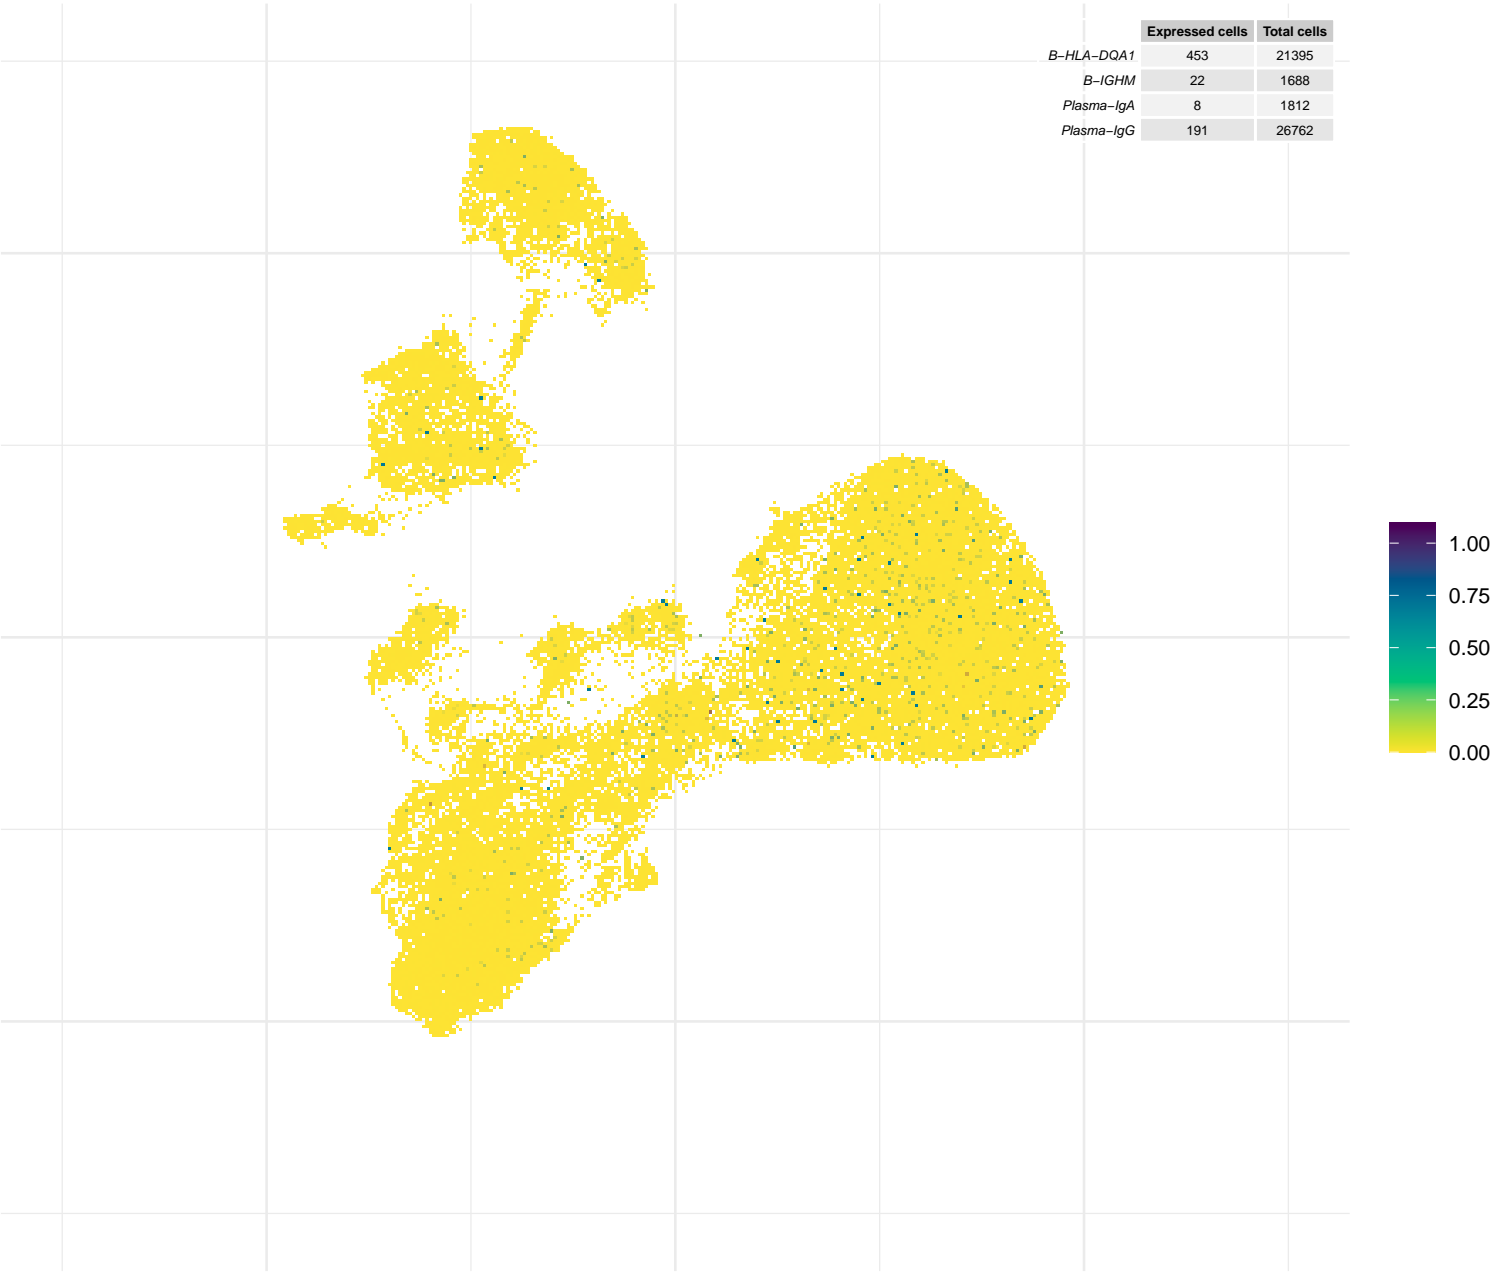 Expressed cells Total cells
B−HLA−DQA1 453 21395
B−IGHM 22 1688
Plasma−IgA 8 1812
Plasma−IgG 191 26762
1.00
0.75
0.50
0.25
0.00